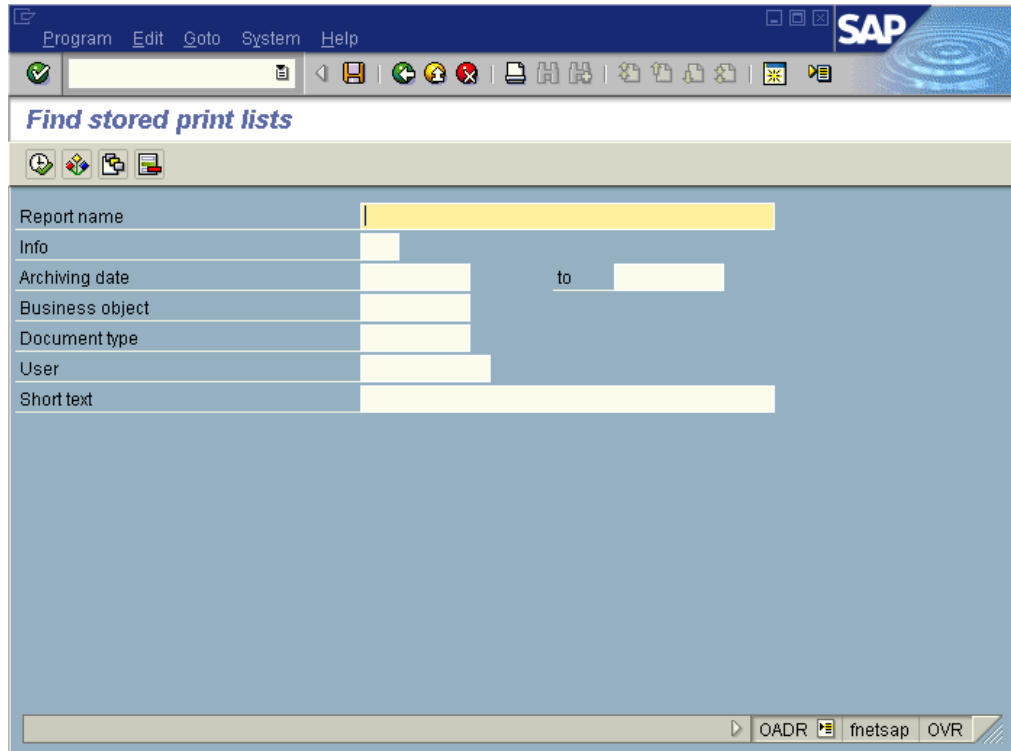 Program Edit Goto System Help
SAP
Find stored print lists
Report name
Info
Archiving date to
Business object
Document type
User
Short text
OADR fnetsap OVR